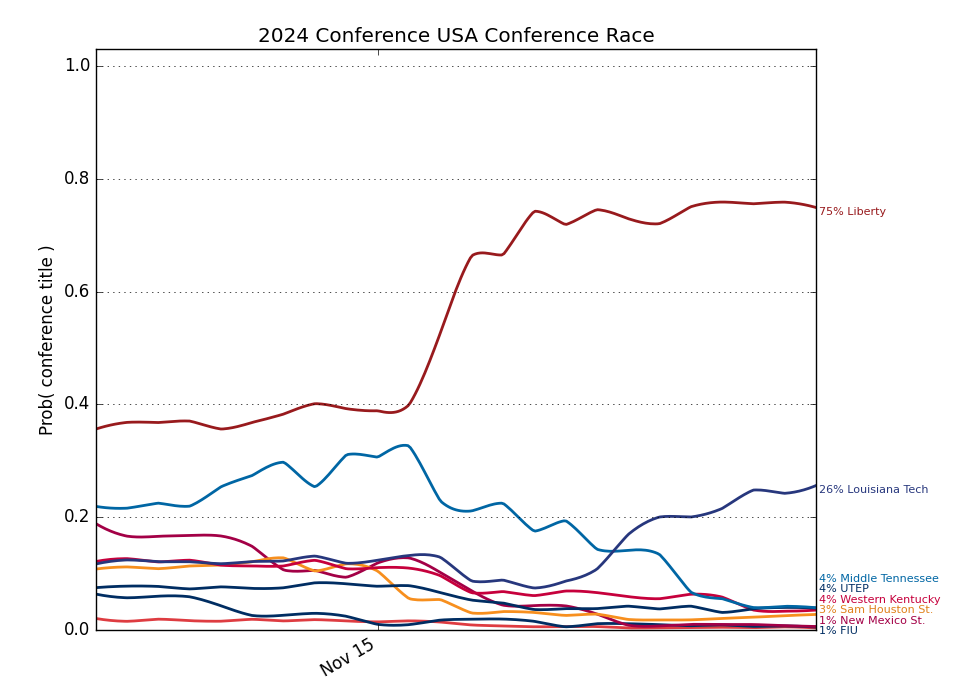 2024 Conference USA Conference Race
1.0
0.8
0.6
0.4
0.2
0.0
Prob( conference title )
Nov 15
75% Liberty
26% Louisiana Tech
4% Middle Tennessee
4% UTEP
4% Western Kentucky
3% Sam Houston St.
1% New Mexico St.
1% FIU